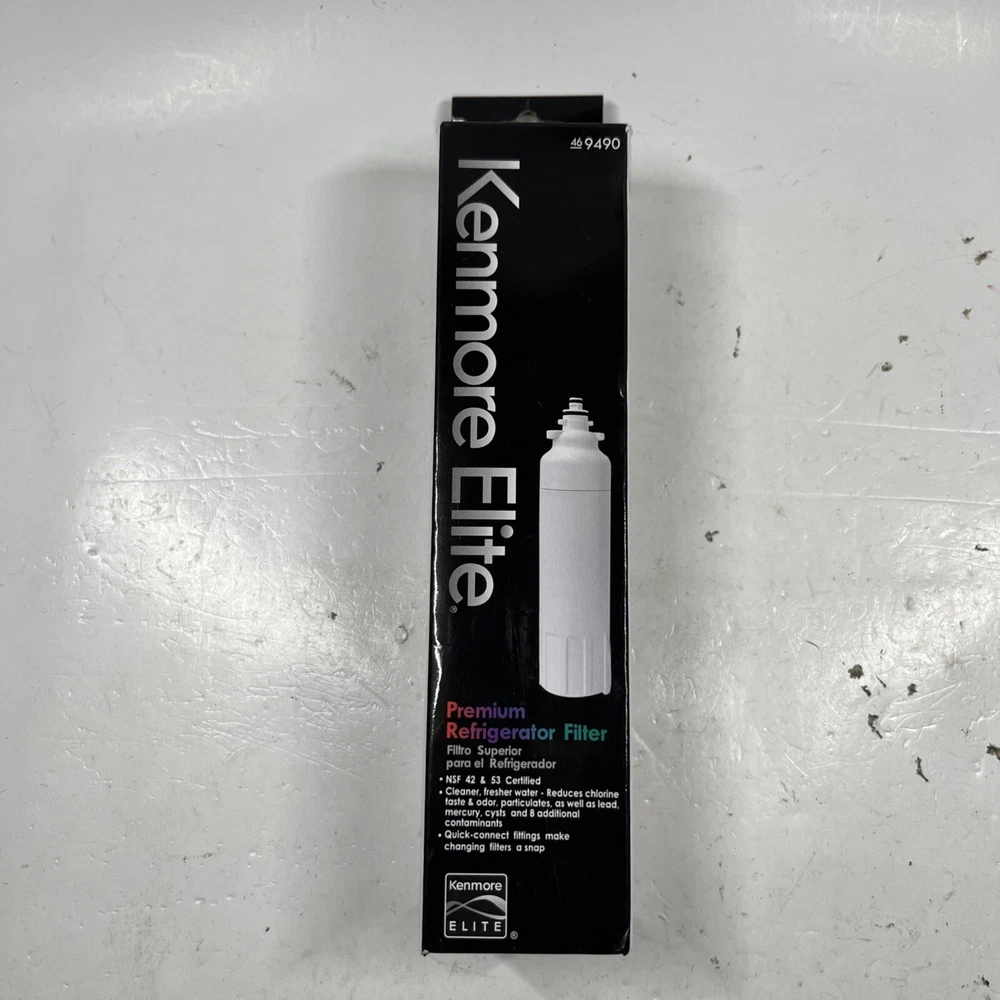 46 9490
Kenmore Elite®
Premium
Refrigerator Filter
Filtro Superior
para el Refrigerador
• NSF 42 & 53 Certified
• Cleaner, fresher water - Reduces chlorine
taste & odor, particulates, as well as lead,
mercury, cysts and 8 additional
contaminants
• Quick-connect fittings make
changing filters a snap
Kenmore
ELITE®